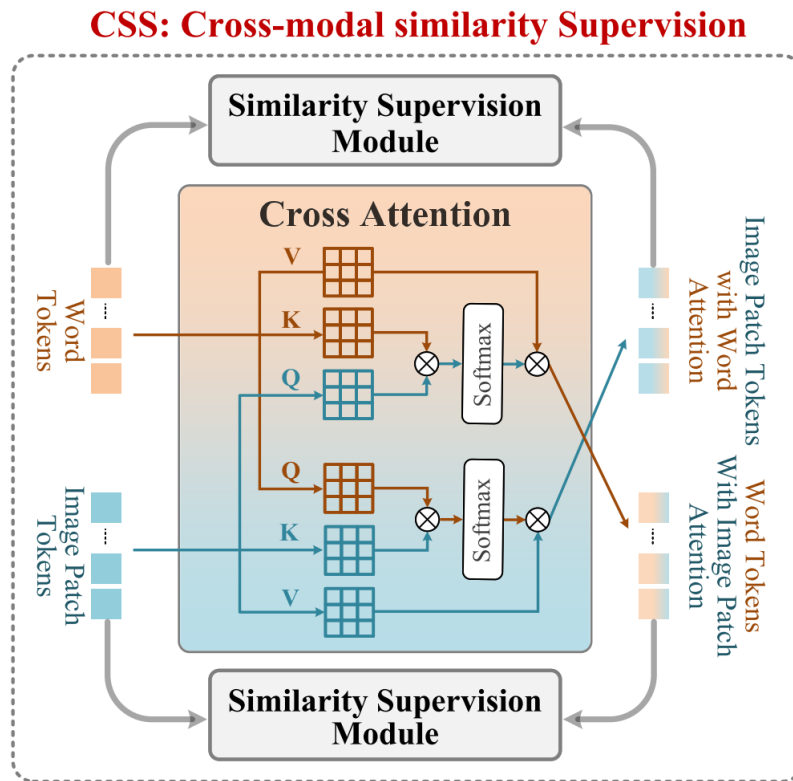 CSS: Cross-modal similarity Supervision
Similarity Supervision
Module
Cross Attention
V
K
Q
Softmax
Q
K
V
Softmax
Word
Tokens
Image Patch
Tokens
Image Patch Tokens
with Word
Attention
Word Tokens
With Image Patch
Attention
Similarity Supervision
Module